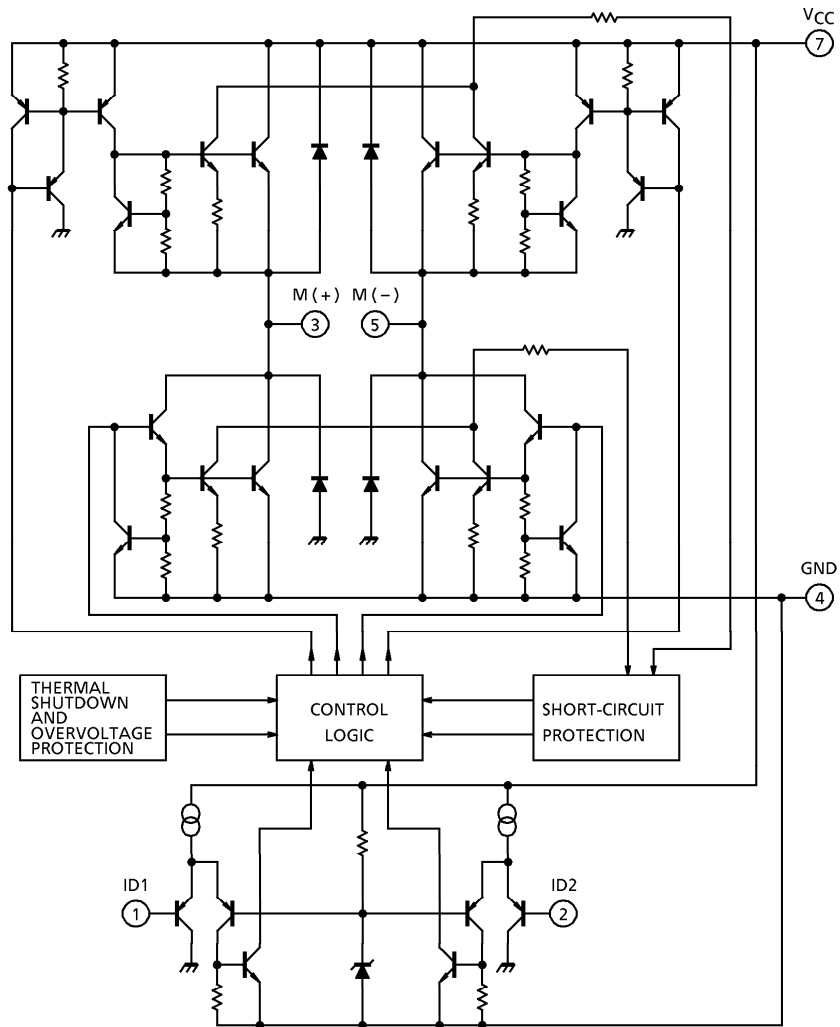 VCC
7
M (+) M (−)
3
5
GND
4
THERMAL
SHUTDOWN
AND
OVERVOLTAGE
PROTECTION
CONTROL
LOGIC
SHORT-CIRCUIT
PROTECTION
ID1
1
ID2
2